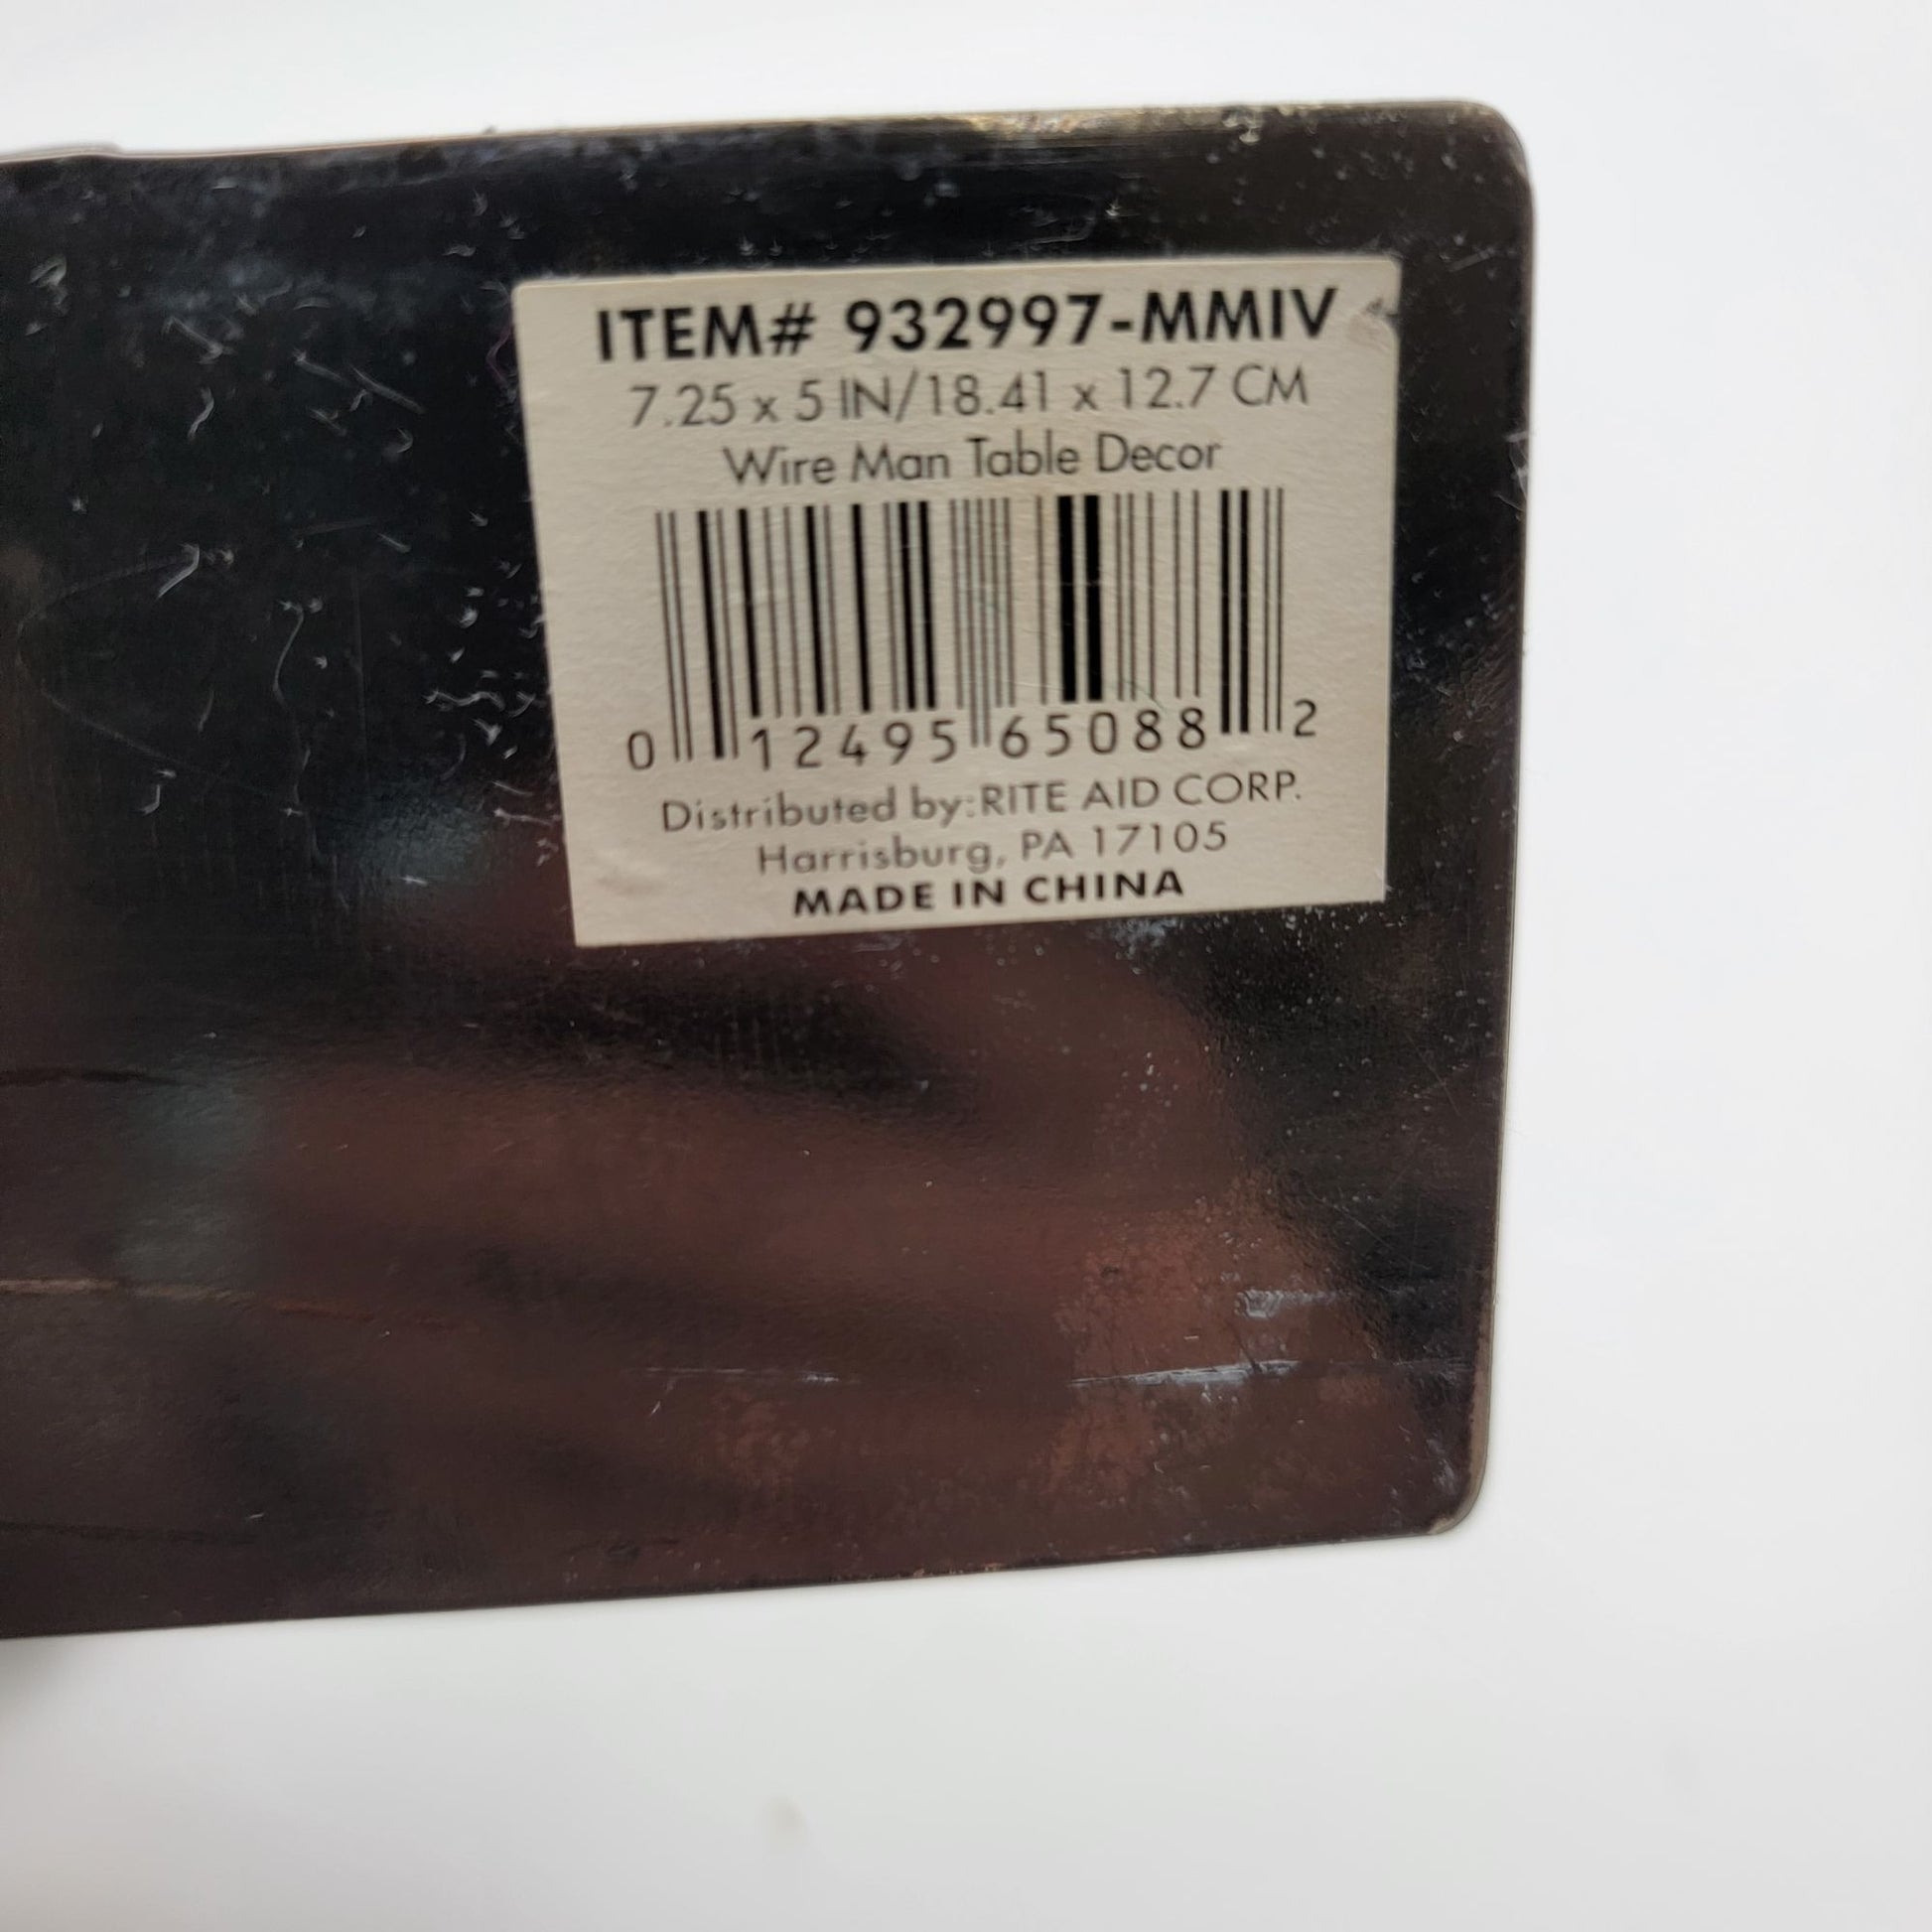 ITEM# 932997-MMIV
7.25 x 5 IN/18.41 x 12.7 CM
Wire Man Table Decor
0 12495 65088 2
Distributed by:RITE AID CORP.
Harrisburg, PA 17105
MADE IN CHINA